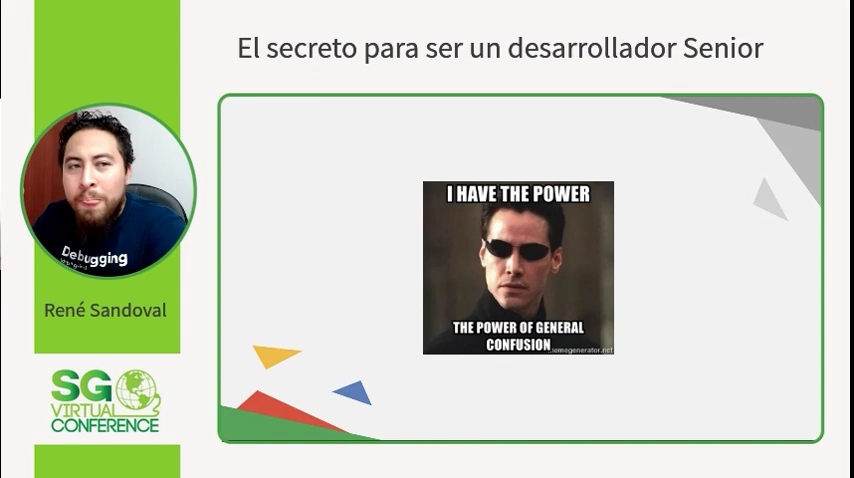 El secreto para ser un desarrollador Senior
I HAVE THE POWER
THE POWER OF GENERAL
CONFUSION
memegenerator.net
Debugging
René Sandoval
SG
VIRTUAL
CONFERENCE